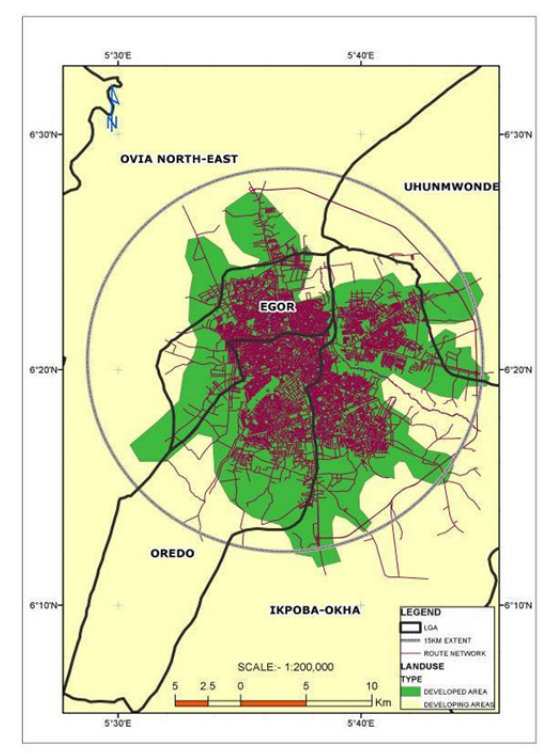 5°30'E 5°40'E
6°30'N 6°30'N
N
OVIA NORTH-EAST
UHUNMWONDE
EGOR
6°20'N 6°20'N
OREDO
6°10'N 6°10'N
IKPOBA-OKHA
LEGEND
LGA
15KM EXTENT
ROUTE NETWORK
LANDUSE
TYPE
DEVELOPED AREA
DEVELOPING AREAS
SCALE:- 1:200,000
5 2.5 0 5 10
Km
5°30'E 5°40'E